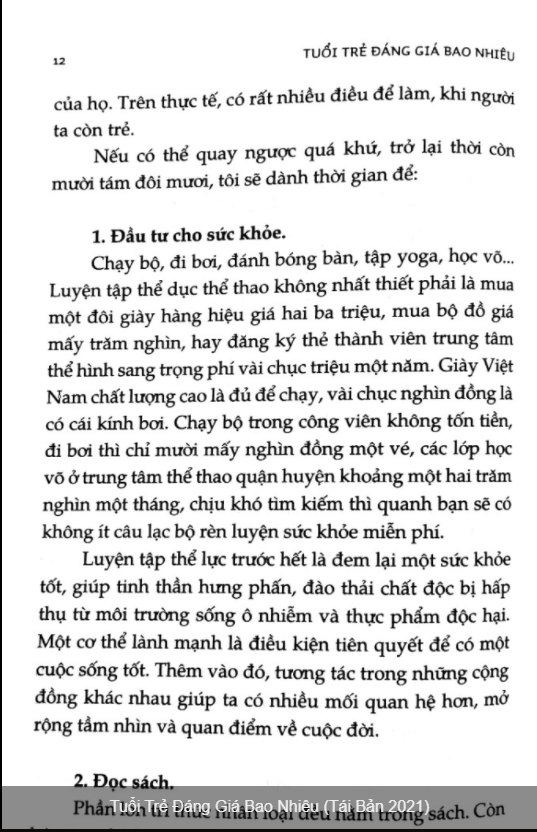 12
TUỔI TRẺ ĐÁNG GIÁ BAO NHIÊU
của họ. Trên thực tế, có rất nhiều điều để làm, khi người
ta còn trẻ.
Nếu có thể quay ngược quá khứ, trở lại thời còn
mười tám đôi mươi, tôi sẽ dành thời gian để:
1. Đầu tư cho sức khỏe.
Chạy bộ, đi bơi, đánh bóng bàn, tập yoga, học võ...
Luyện tập thể dục thể thao không nhất thiết phải là mua
một đôi giày hàng hiệu giá hai ba triệu, mua bộ đồ giá
mấy trăm nghìn, hay đăng ký thẻ thành viên trung tâm
thể hình sang trọng phí vài chục triệu một năm. Giày Việt
Nam chất lượng cao là đủ để chạy, vài chục nghìn đồng là
có cái kính bơi. Chạy bộ trong công viên không tốn tiền,
đi bơi thì chỉ mười mấy nghìn đồng một vé, các lớp học
võ ở trung tâm thể thao quận huyện khoảng một hai trăm
nghìn một tháng, chịu khó tìm kiếm thì quanh bạn sẽ có
không ít câu lạc bộ rèn luyện sức khỏe miễn phí.
Luyện tập thể lực trước hết là đem lại một sức khỏe
tốt, giúp tinh thần hưng phấn, đào thải chất độc bị hấp
thụ từ môi trường sống ô nhiễm và thực phẩm độc hại.
Một cơ thể lành mạnh là điều kiện tiên quyết để có một
cuộc sống tốt. Thêm vào đó, tương tác trong những cộng
đồng khác nhau giúp ta có nhiều mối quan hệ hơn, mở
rộng tầm nhìn và quan điểm về cuộc đời.
2. Đọc sách.
Phần lớn tri thức nhân loại đều nằm trong sách. Còn
Tuổi Trẻ Đáng Giá Bao Nhiêu (Tái Bản 2021)